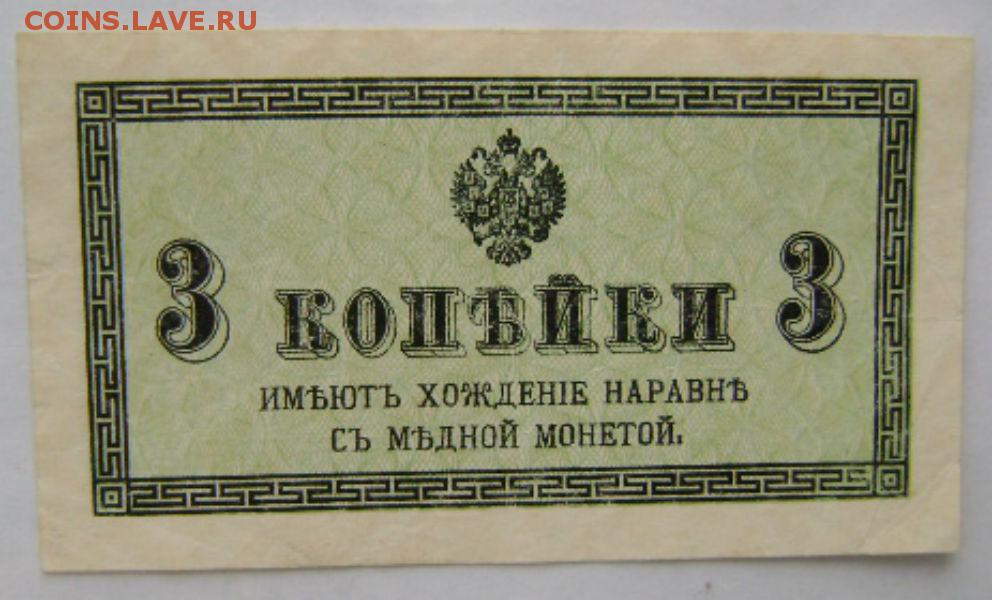 COINS.LAVE.RU
3 КОПѢЙКИ 3
ИМѢЮТЪ ХОЖДЕНІЕ НАРАВНѢ
СЪ МѢДНОЙ МОНЕТОЙ.